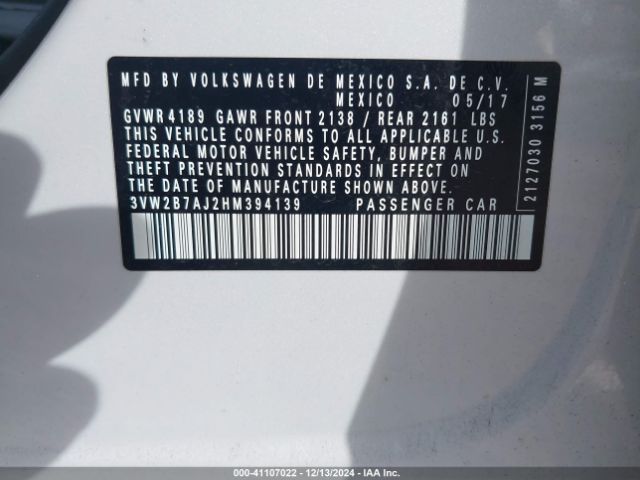 MFD BY VOLKSWAGEN DE MEXICO S.A. DE C.V.
MEXICO 05/17
GVWR 4189 GAWR FRONT 2138 / REAR 2161 LBS
THIS VEHICLE CONFORMS TO ALL APPLICABLE U.S.
FEDERAL MOTOR VEHICLE SAFETY, BUMPER AND
THEFT PREVENTION STANDARDS IN EFFECT ON
THE DATE OF MANUFACTURE SHOWN ABOVE.
3VW2B7AJ2HM394139 PASSENGER CAR
2127030 3156 M
000-41107022 - 12/13/2024 - IAA Inc.